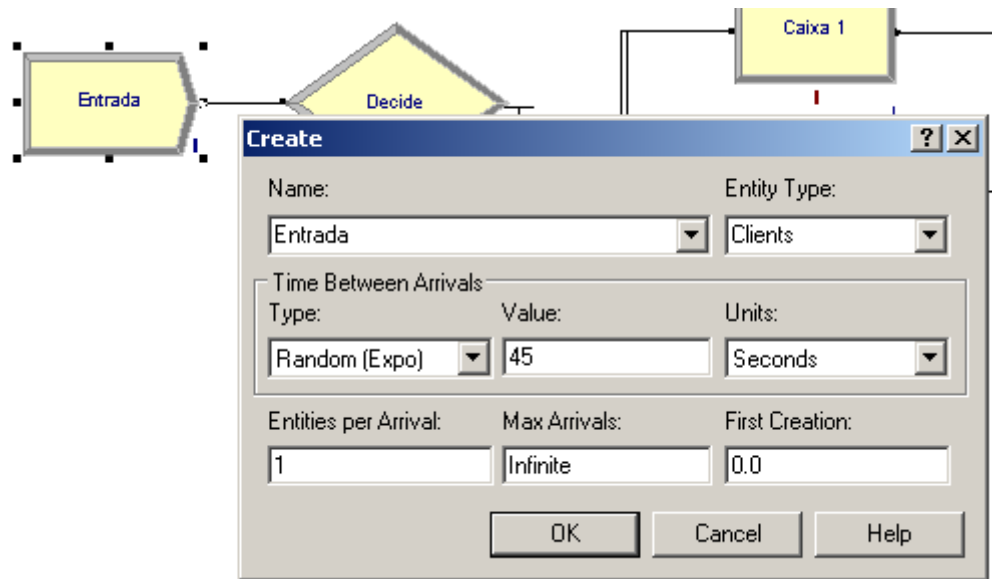 Caixa 1
Entrada
Decide
Create
Name: Entity Type:
Entrada Clients
Time Between Arrivals
Type: Value: Units:
Random (Expo) 45 Seconds
Entities per Arrival: Max Arrivals: First Creation:
1 Infinite 0.0
OK Cancel Help